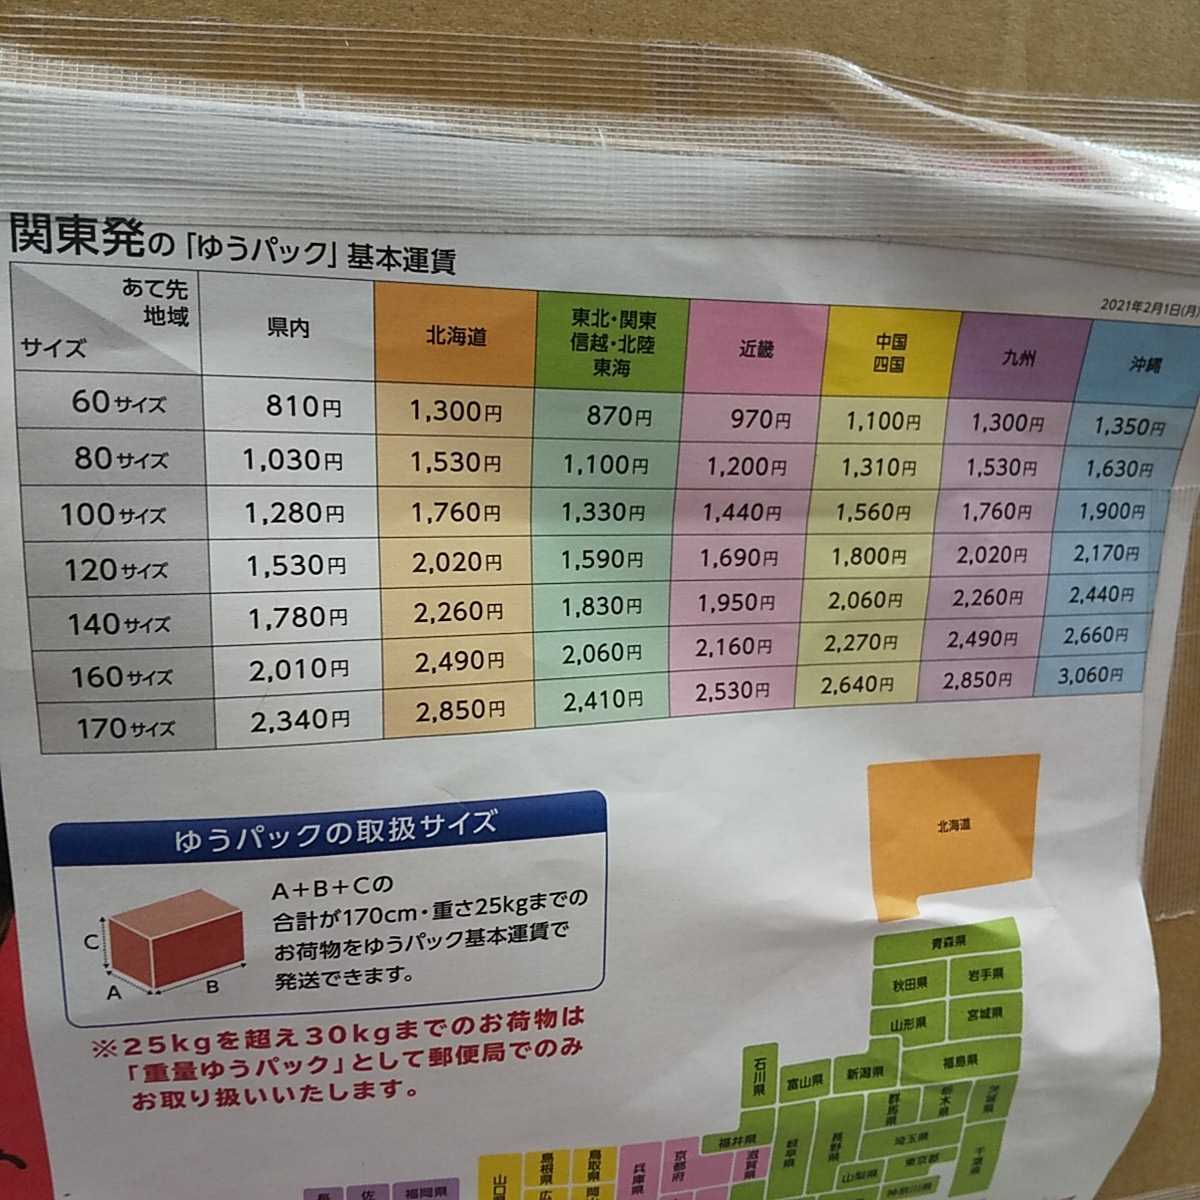 関東発の「ゆうパック」基本運賃
2021年2月1日(月)
あて先
地域
サイズ
県内
北海道
東北・関東
信越・北陸
東海
近畿
中国
四国
九州
沖縄
60サイズ 810円 1,300円 870円 970円 1,100円 1,300円 1,350円
80サイズ 1,030円 1,530円 1,100円 1,200円 1,310円 1,530円 1,630円
100サイズ 1,280円 1,760円 1,330円 1,440円 1,560円 1,760円 1,900円
120サイズ 1,530円 2,020円 1,590円 1,690円 1,800円 2,020円 2,170円
140サイズ 1,780円 2,260円 1,830円 1,950円 2,060円 2,260円 2,440円
160サイズ 2,010円 2,490円 2,060円 2,160円 2,270円 2,490円 2,660円
170サイズ 2,340円 2,850円 2,410円 2,530円 2,640円 2,850円 3,060円
ゆうパックの取扱サイズ
A+B+Cの
合計が170cm・重さ25kgまでの
お荷物をゆうパック基本運賃で
発送できます。
C
A
B
※25kgを超え30kgまでのお荷物は
「重量ゆうパック」として郵便局でのみ
お取り扱いいたします。
北海道
青森県
秋田県
岩手県
山形県
宮城県
石川県
富山県
新潟県
福島県
群馬県
栃木県
茨城県
福井県
岐阜県
長野県
埼玉県
千葉県
山梨県
東京都
神奈川県
島根県
鳥取県
兵庫県
京都府
滋賀県
山口
広
岡
長
佐
福岡県